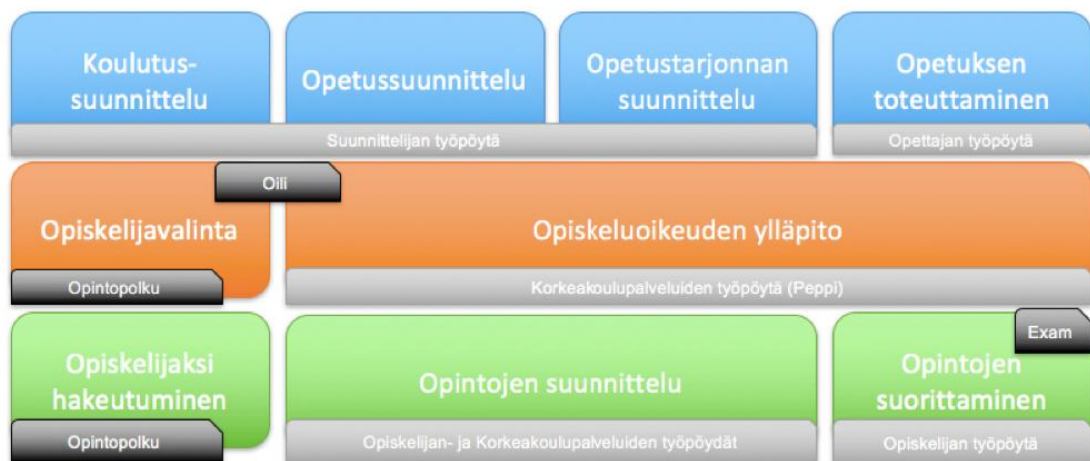 Koulutus-
suunnittelu
Opetussuunnittelu
Opetustarjonnan
suunnittelu
Opetuksen
toteuttaminen
Suunnittelijan työpöytä
Opettajan työpöytä
Oili
Opiskelijavalinta
Opiskeluoikeuden ylläpito
Opintopolku
Korkeakoulupalveluiden työpöytä (Peppi)
Exam
Opiskelijaksi
hakeutuminen
Opintojen suunnittelu
Opintojen
suorittaminen
Opintopolku
Opiskelijan- ja Korkeakoulupalveluiden työpöydät
Opiskelijan työpöytä